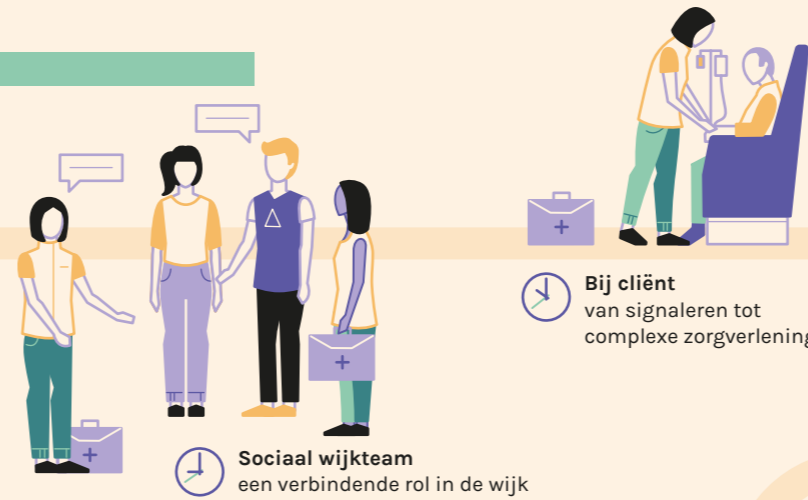 Bij cliënt
van signaleren tot
complexe zorgverlening
Sociaal wijkteam
een verbindende rol in de wijk